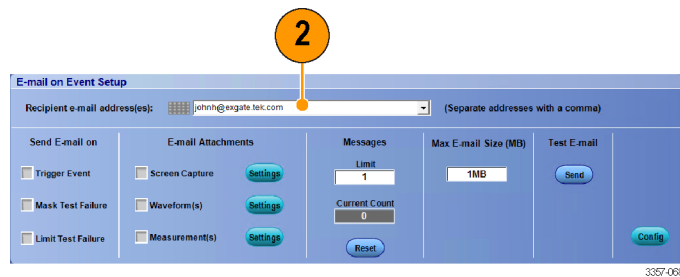 2
E-mail on Event Setup
Recipient e-mail address(es): johnh@exgate.tek.com (Separate addresses with a comma)
Send E-mail on E-mail Attachments Messages Max E-mail Size (MB) Test E-mail
Limit
Trigger Event Screen Capture Settings 1 1MB Send
Mask Test Failure Waveform(s) Settings Current Count
0
Limit Test Failure Measurement(s) Settings Reset Config